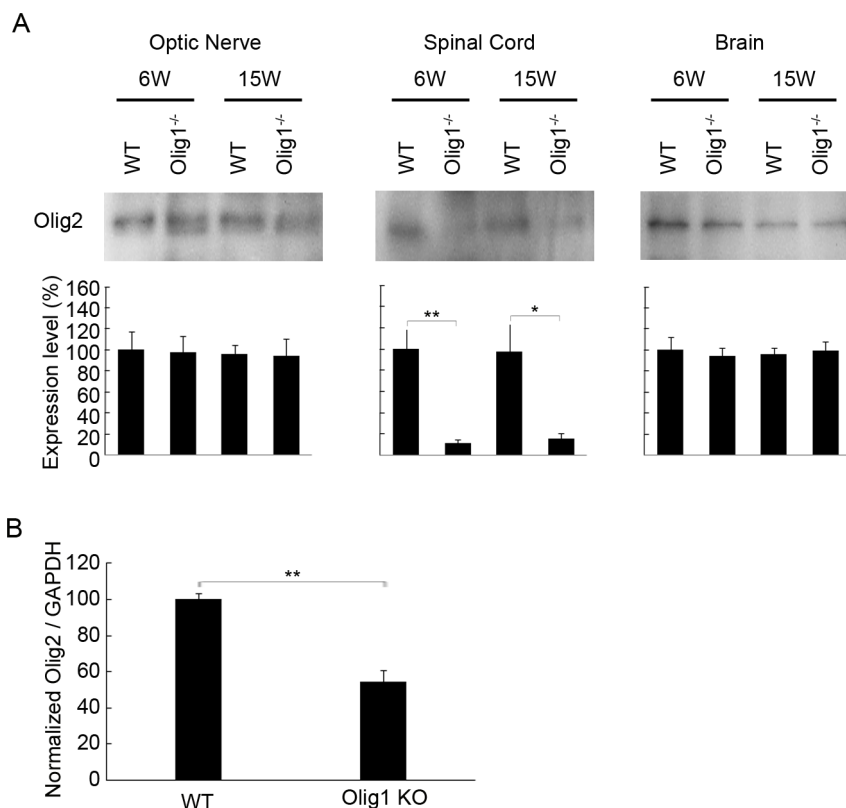 A
Optic Nerve
Spinal Cord
Brain
6W
15W
6W
15W
6W
15W
WT
Olig1-/-
WT
Olig1-/-
WT
Olig1-/-
WT
Olig1-/-
WT
Olig1-/-
WT
Olig1-/-
Olig2
Expression level (%)
160
140
120
100
80
60
40
20
0
**
*
B
Normalized Olig2 / GAPDH
120
100
80
60
40
20
0
**
WT
Olig1 KO